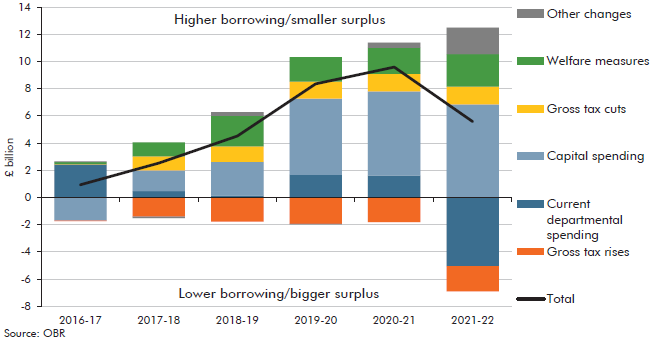 Higher borrowing/smaller surplus
14
12
10
8
6
4
2
0
-2
-4
-6
-8
£ billion
Lower borrowing/bigger surplus
2016-17
2017-18
2018-19
2019-20
2020-21
2021-22
Other changes
Welfare measures
Gross tax cuts
Capital spending
Current
departmental
spending
Gross tax rises
Total
Source: OBR